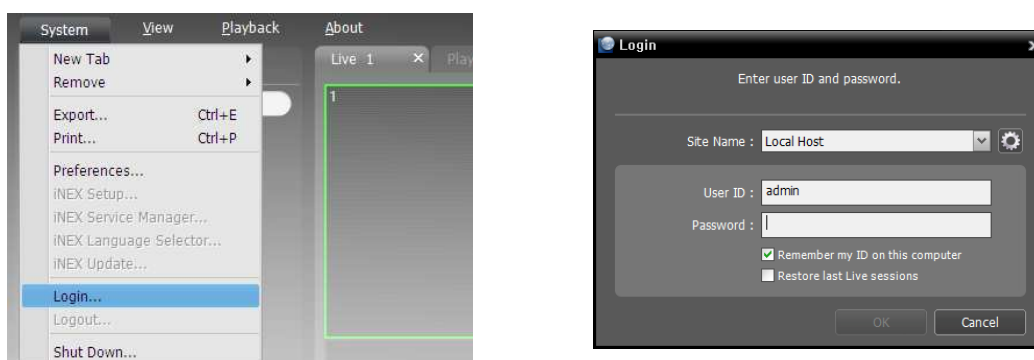 System View Playback About
New Tab
Remove
Export... Ctrl+E
Print... Ctrl+P
Preferences...
iNEX Setup...
iNEX Service Manager...
iNEX Language Selector...
iNEX Update...
Login...
Logout...
Shut Down...
Live 1 × Play
1
Login
Enter user ID and password.
Site Name : Local Host
User ID : admin
Password :
Remember my ID on this computer
Restore last Live sessions
OK Cancel